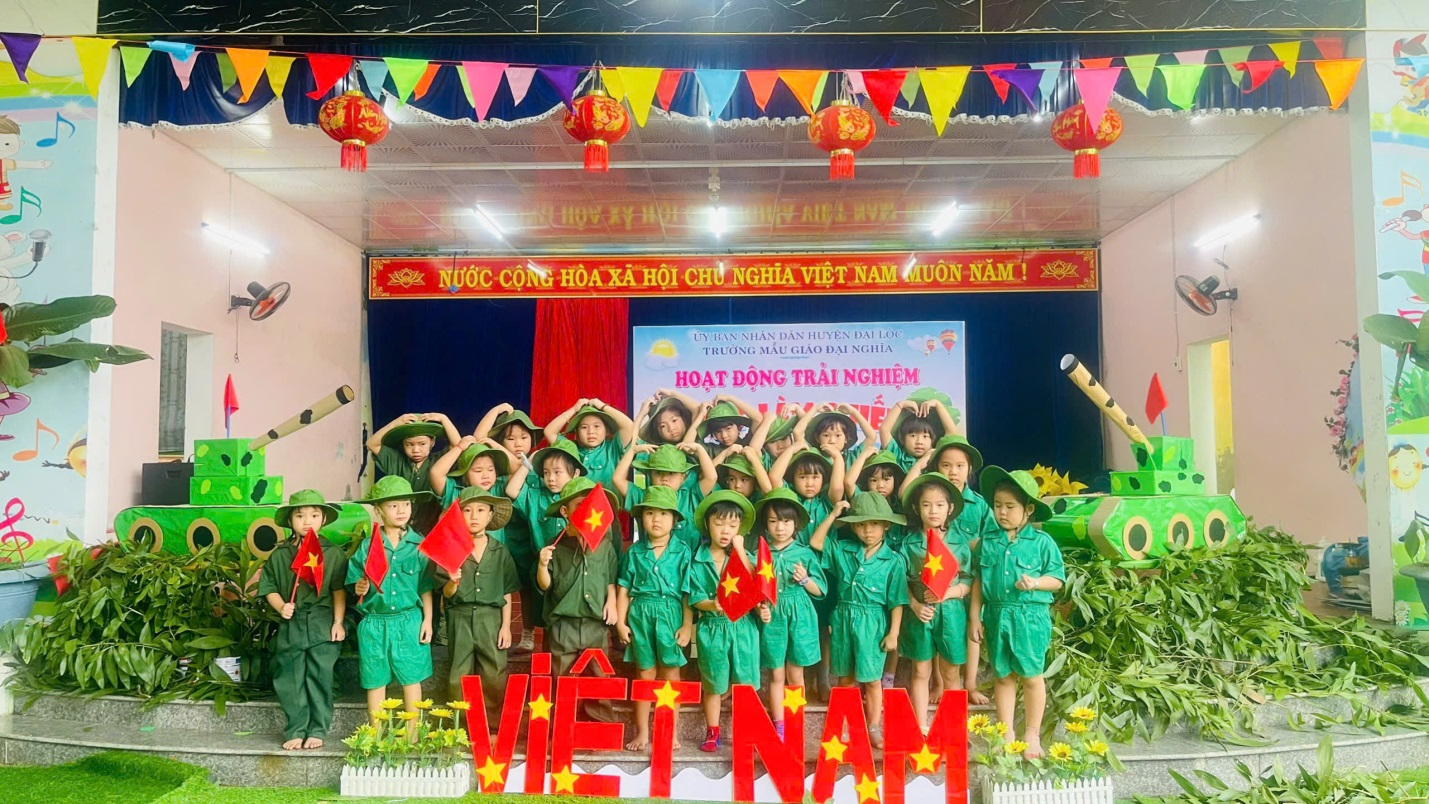 NƯỚC CỘNG HÒA XÃ HỘI CHỦ NGHĨA VIỆT NAM MUÔN NĂM !
ỦY BAN NHÂN DÂN HUYỆN ĐẠI LỘC
TRƯỜNG MẪU GIÁO ĐẠI NGHĨA
HOẠT ĐỘNG TRẢI NGHIỆM
VIỆT NAM